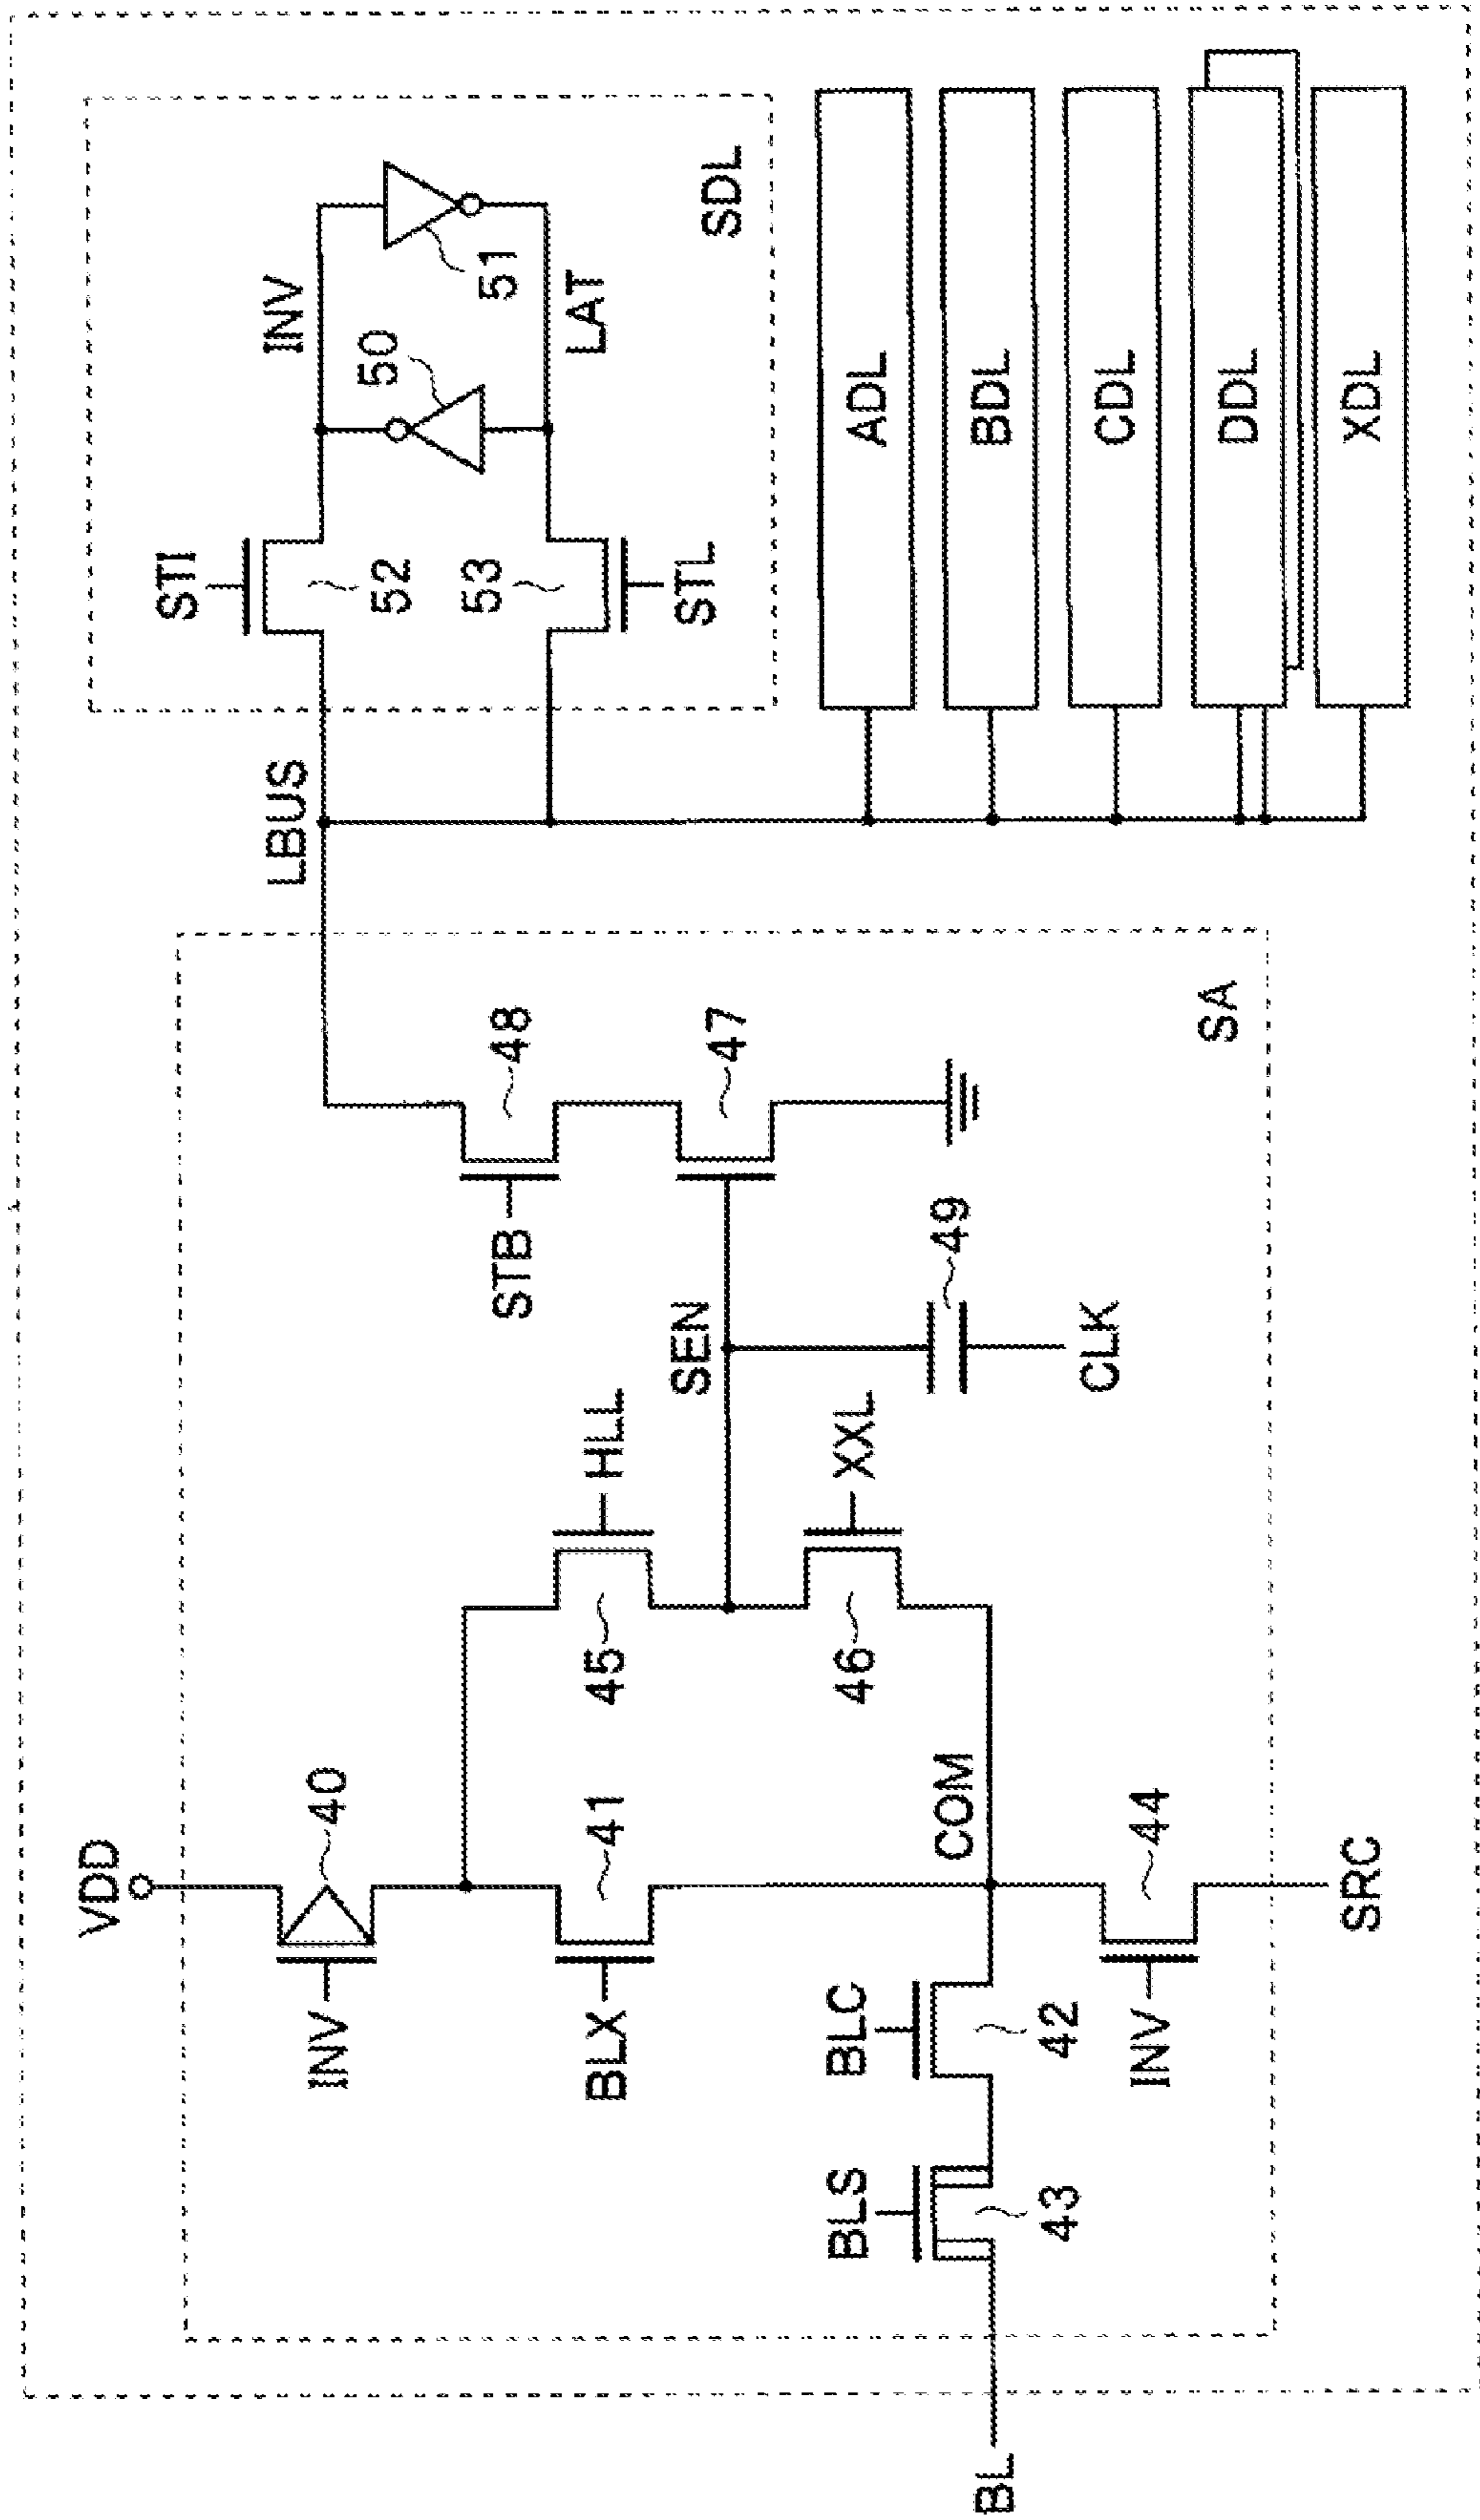 VDD
INV
40
BLX
41
HLL
45
STB
48
SEN
47
XXL
46
49
CLK
COM
BLS
43
BLC
42
BL
INV
44
SRC
SA
LBUS
STI
52
INV
50
51
53
LAT
STL
SDL
ADL
BDL
CDL
DDL
XDL